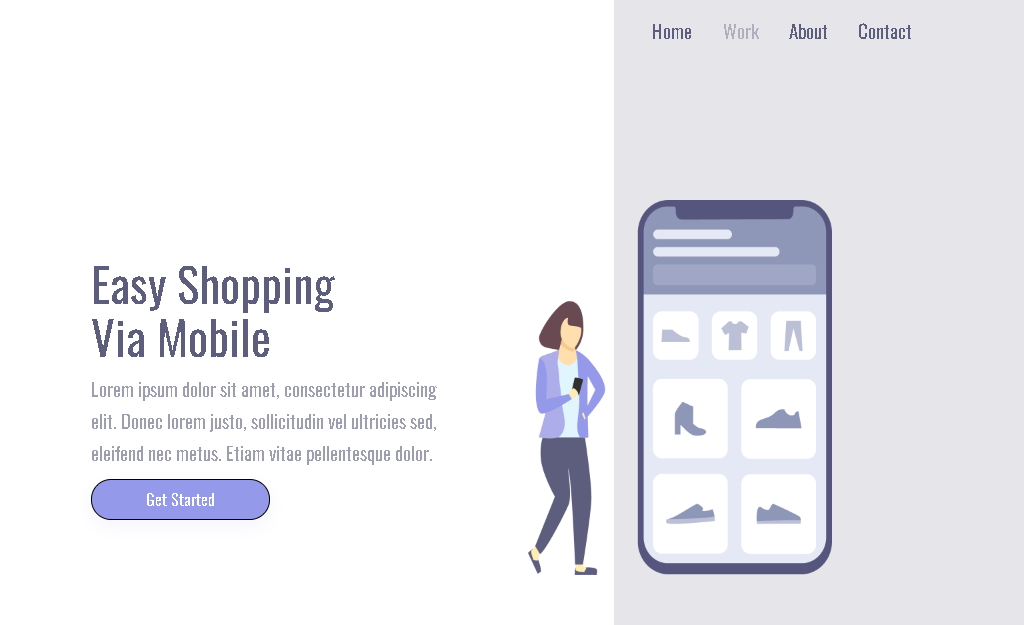 Home Work About Contact
Easy Shopping
Via Mobile
Lorem ipsum dolor sit amet, consectetur adipiscing
elit. Donec lorem justo, sollicitudin vel ultricies sed,
eleifend nec metus. Etiam vitae pellentesque dolor.
Get Started